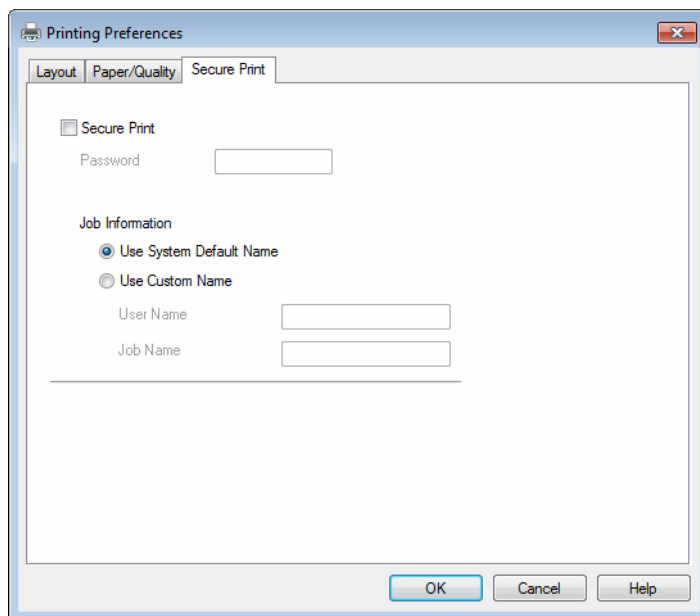 Printing Preferences
Layout Paper/Quality Secure Print
Secure Print
Password
Job Information
Use System Default Name
Use Custom Name
User Name
Job Name
OK Cancel Help